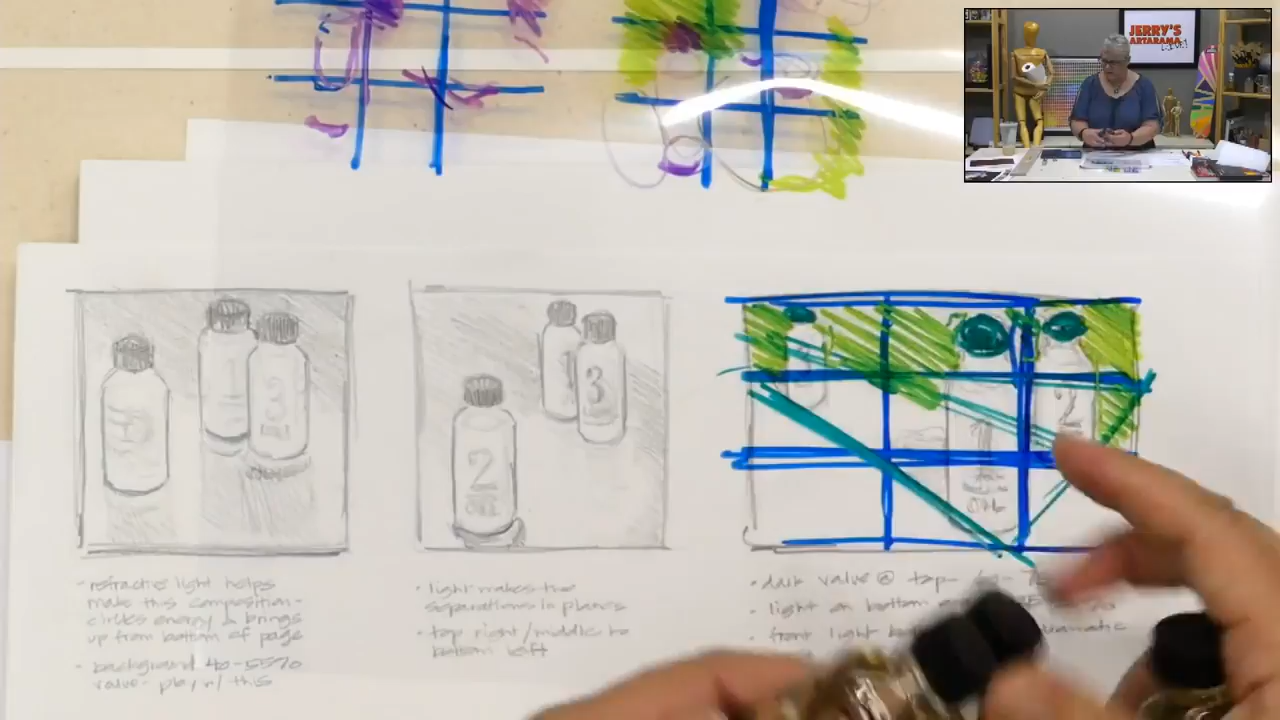 JERRY'S
ARTARAMA
LIVE!
1
3
2
OIL
3
1
OIL
2
- refractive light helps
make this composition -
circles energy & brings
up from bottom of page
- background 40-55%
value - play w/ this
- light makes the
separations in planes
- top right/middle to
bottom left
- dark value @ top -
- light on bottom
- front light